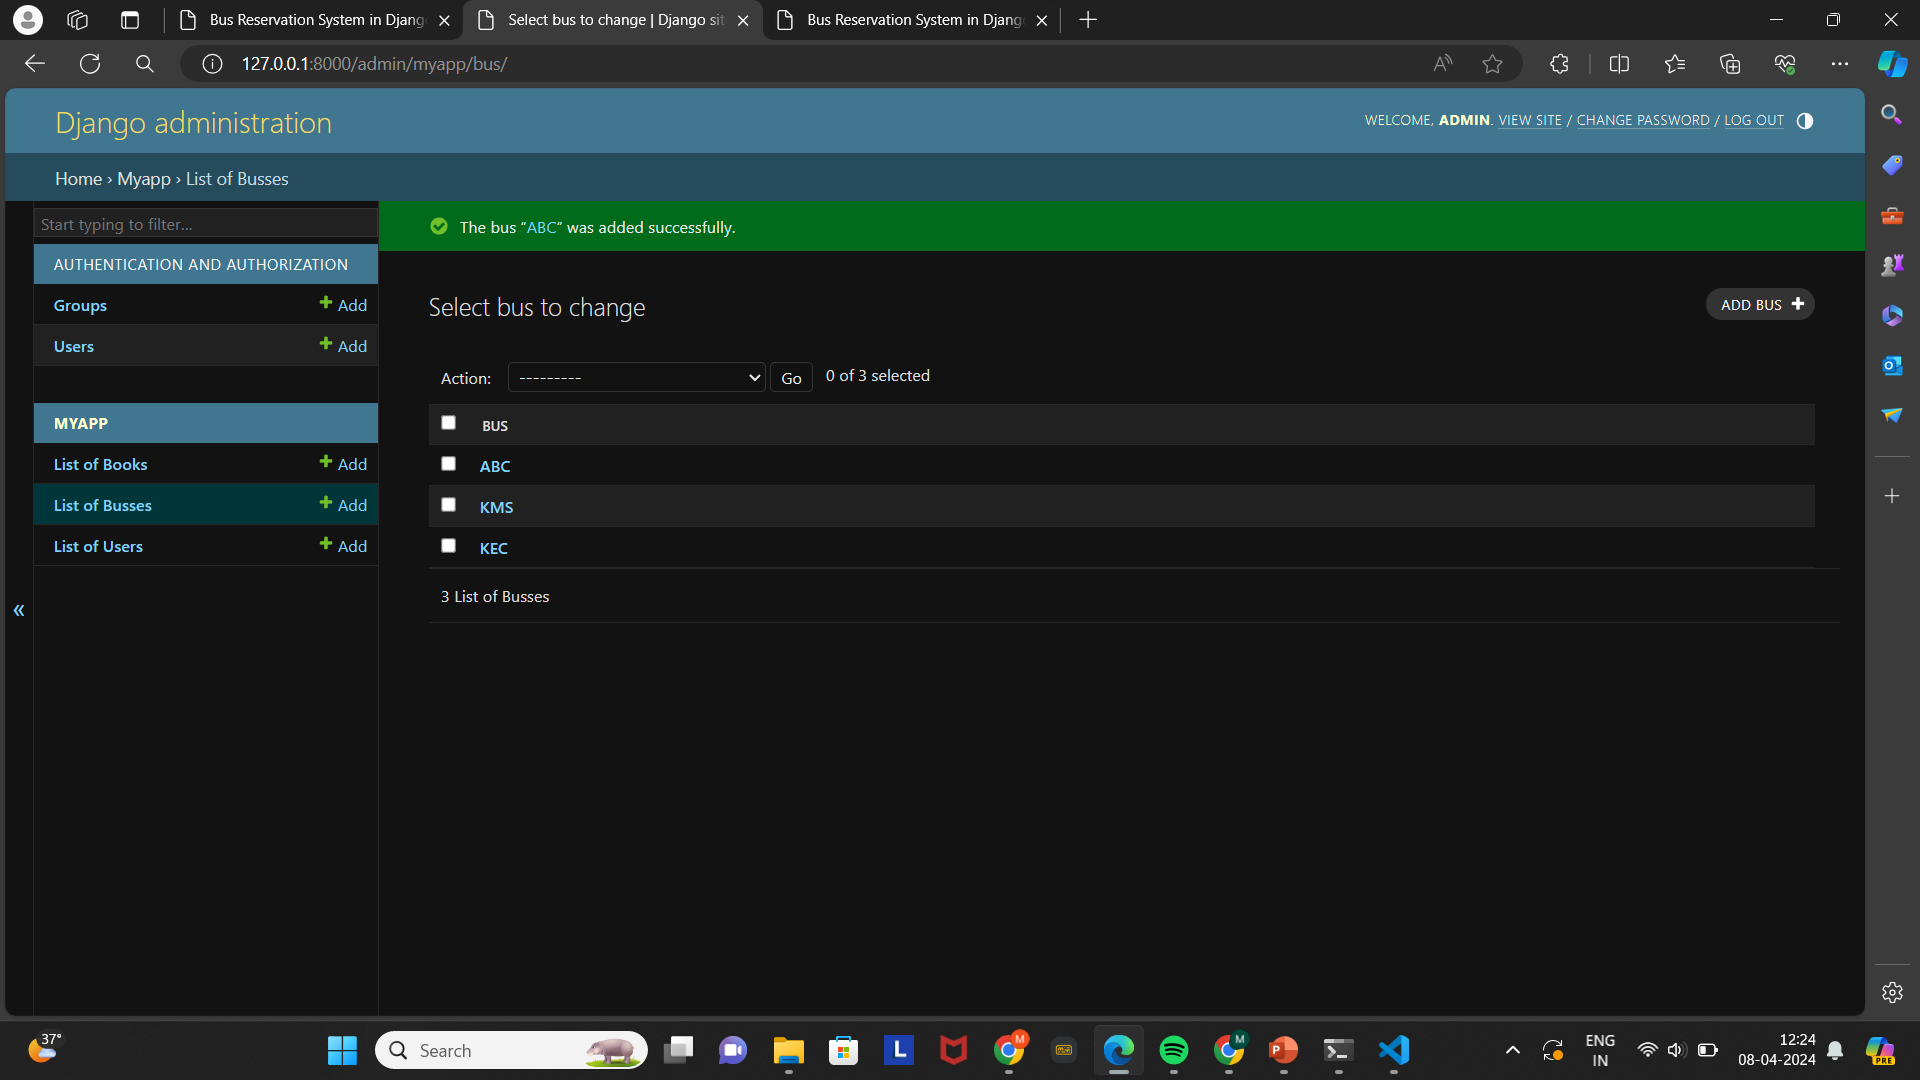 Bus Reservation System in Djang
Select bus to change | Django sit
Bus Reservation System in Djang
127.0.0.1:8000/admin/myapp/bus/
Django administration
WELCOME, ADMIN. VIEW SITE / CHANGE PASSWORD / LOG OUT
Home › Myapp › List of Busses
Start typing to filter...
The bus “ABC” was added successfully.
AUTHENTICATION AND AUTHORIZATION
Groups Add
Users Add
Select bus to change
ADD BUS
Action: --------- Go 0 of 3 selected
MYAPP
List of Books Add
List of Busses Add
List of Users Add
BUS
ABC
KMS
KEC
3 List of Busses
37°
Search
L
M
M
P
PRE
ENG
IN
12:24
08-04-2024